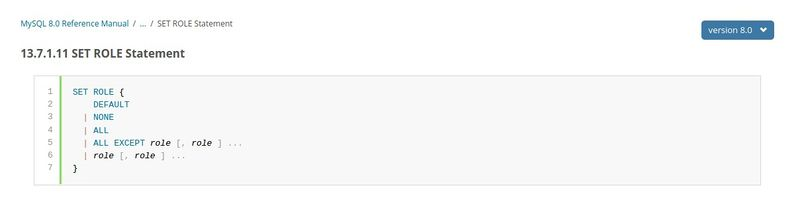 MySQL 8.0 Reference Manual / ... / SET ROLE Statement
version 8.0
13.7.1.11 SET ROLE Statement
1 SET ROLE {
2 DEFAULT
3 | NONE
4 | ALL
5 | ALL EXCEPT role [, role ] ...
6 | role [, role ] ...
7 }